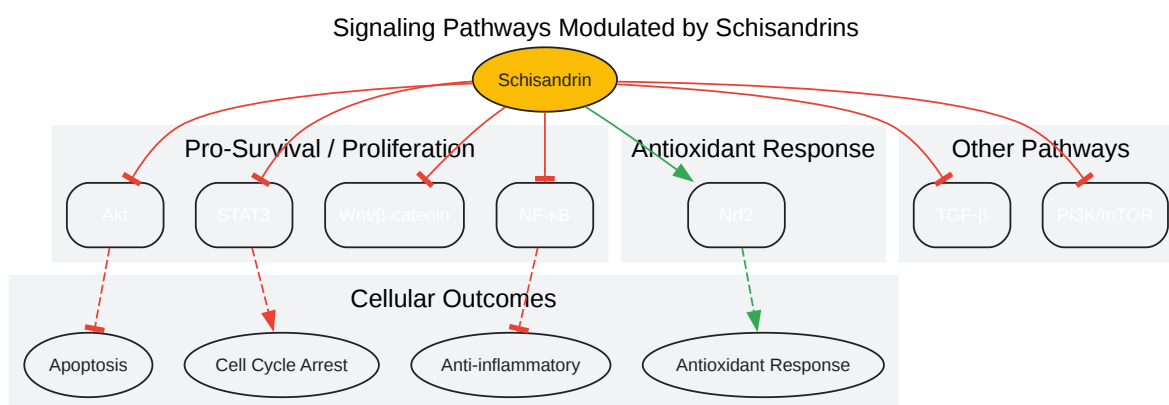 Signaling Pathways Modulated by Schisandrins
Schisandrin
Pro-Survival / Proliferation
Antioxidant Response
Other Pathways
Akt
STAT3
Wnt/β-catenin
NF-κB
Nrf2
TGF-β
PI3K/mTOR
Cellular Outcomes
Apoptosis
Cell Cycle Arrest
Anti-inflammatory
Antioxidant Response